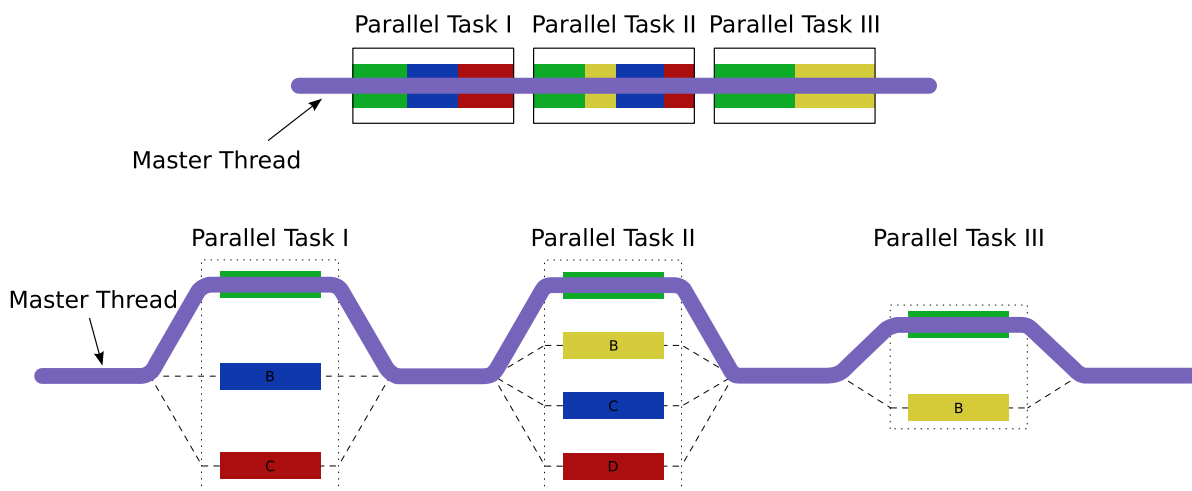 Parallel Task I
Parallel Task II
Parallel Task III
Master Thread
Parallel Task I
Parallel Task II
Parallel Task III
Master Thread
B
C
B
C
D
B